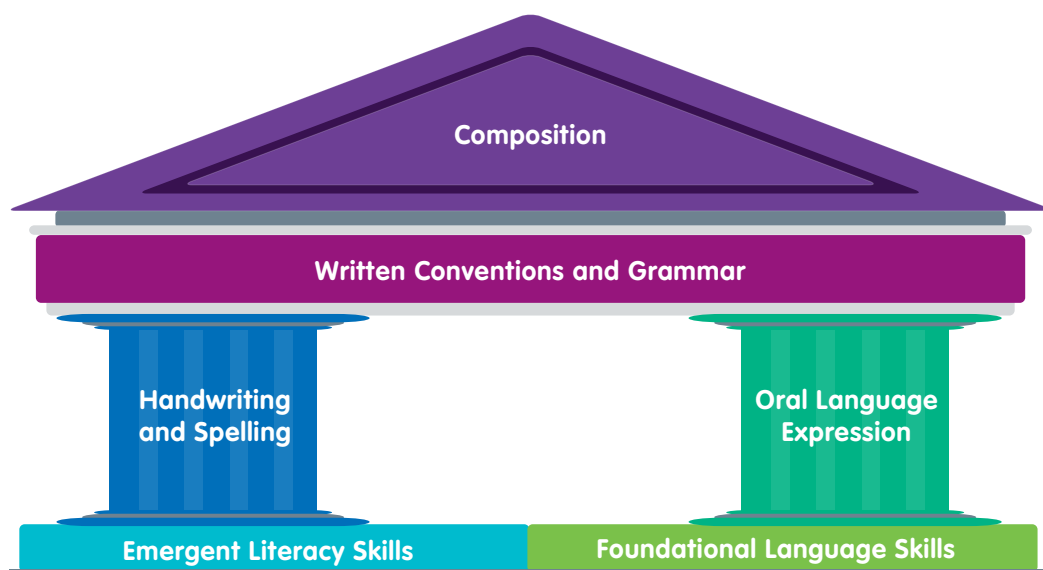 Composition
Written Conventions and Grammar
Handwriting
and Spelling
Oral Language
Expression
Emergent Literacy Skills
Foundational Language Skills